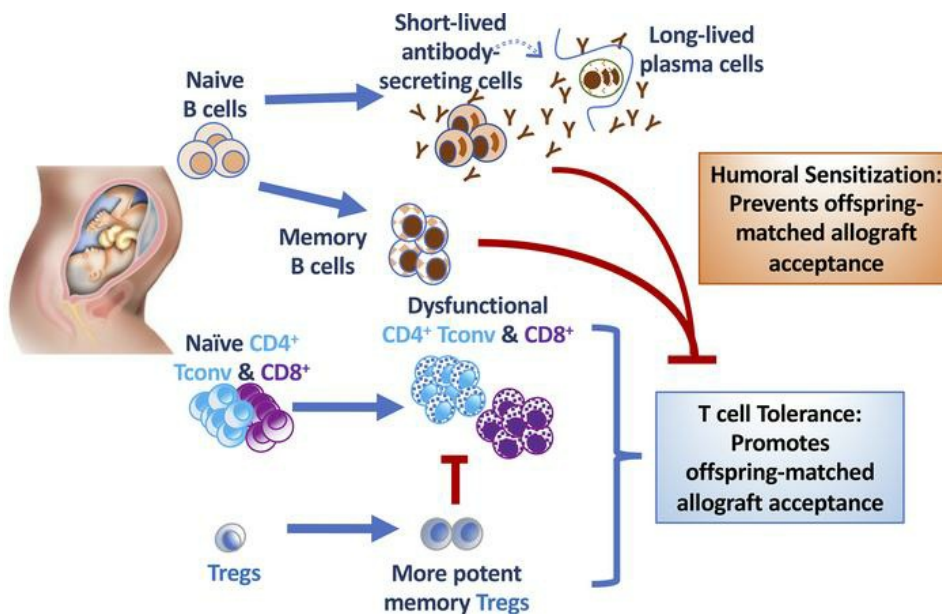 Short-lived
antibody-
secreting cells
Long-lived
plasma cells
Naive
B cells
Memory
B cells
Humoral Sensitization:
Prevents offspring-
matched allograft
acceptance
Dysfunctional
CD4⁺ Tconv & CD8⁺
Naïve CD4⁺
Tconv & CD8⁺
T cell Tolerance:
Promotes
offspring-matched
allograft acceptance
Tregs
More potent
memory Tregs